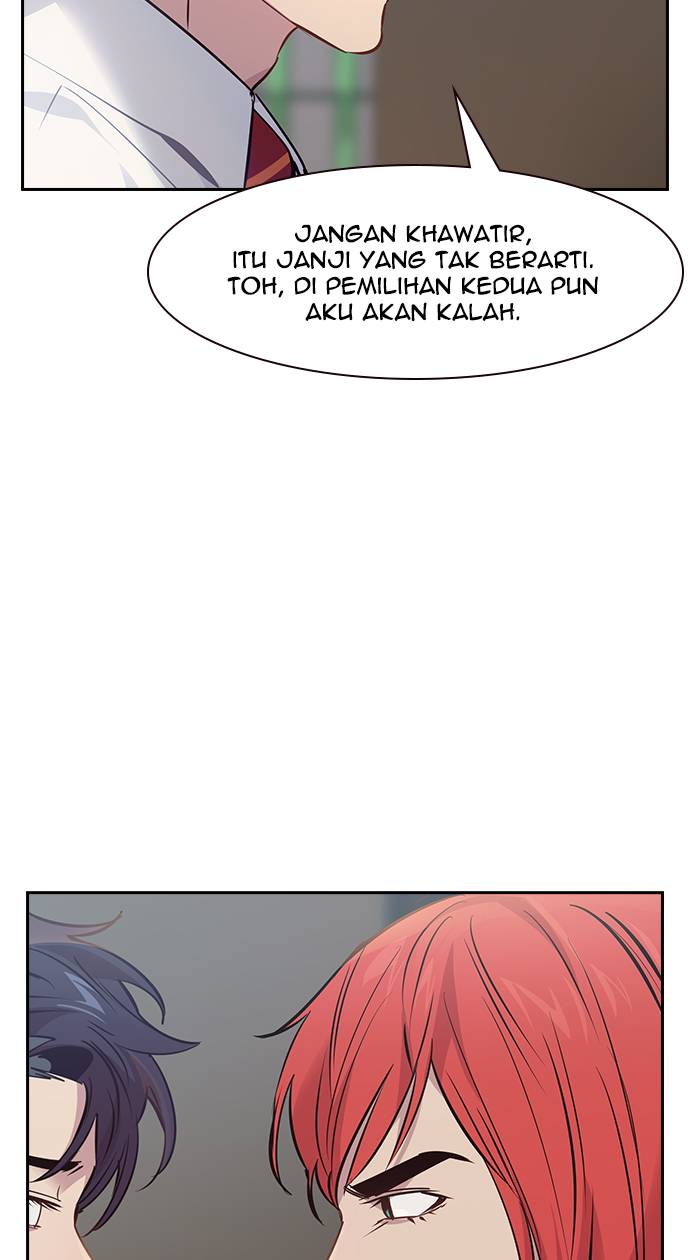 JANGAN KHAWATIR,
ITU JANJI YANG TAK BERARTI.
TOH, DI PEMILIHAN KEDUA PUN
AKU AKAN KALAH.